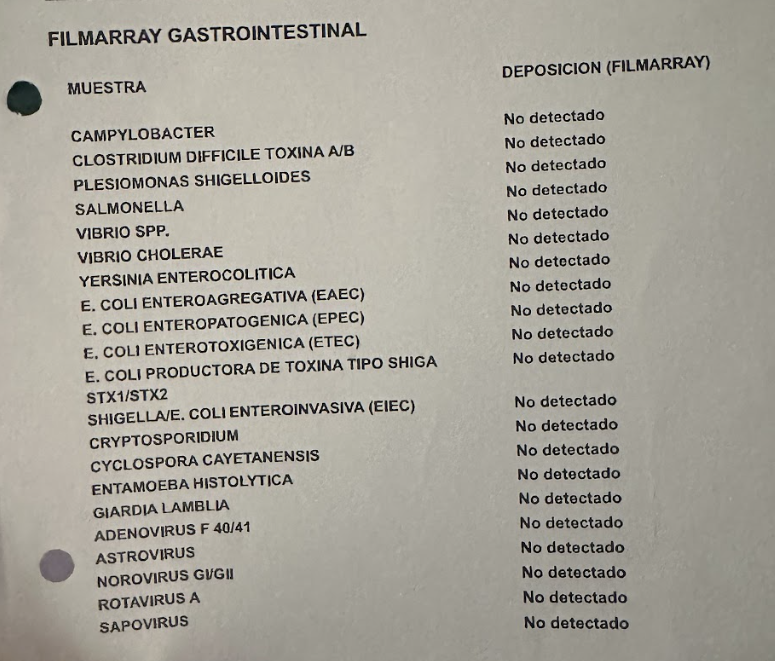 FILMARRAY GASTROINTESTINAL
MUESTRA DEPOSICION (FILMARRAY)
CAMPYLOBACTER No detectado
CLOSTRIDIUM DIFFICILE TOXINA A/B No detectado
PLESIOMONAS SHIGELLOIDES No detectado
SALMONELLA No detectado
VIBRIO SPP. No detectado
VIBRIO CHOLERAE No detectado
YERSINIA ENTEROCOLITICA No detectado
E. COLI ENTEROAGREGATIVA (EAEC) No detectado
E. COLI ENTEROPATOGENICA (EPEC) No detectado
E. COLI ENTEROTOXIGENICA (ETEC) No detectado
E. COLI PRODUCTORA DE TOXINA TIPO SHIGA No detectado
STX1/STX2
SHIGELLA/E. COLI ENTEROINVASIVA (EIEC) No detectado
CRYPTOSPORIDIUM No detectado
CYCLOSPORA CAYETANENSIS No detectado
ENTAMOEBA HISTOLYTICA No detectado
GIARDIA LAMBLIA No detectado
ADENOVIRUS F 40/41 No detectado
ASTROVIRUS No detectado
NOROVIRUS GI/GII No detectado
ROTAVIRUS A No detectado
SAPOVIRUS No detectado